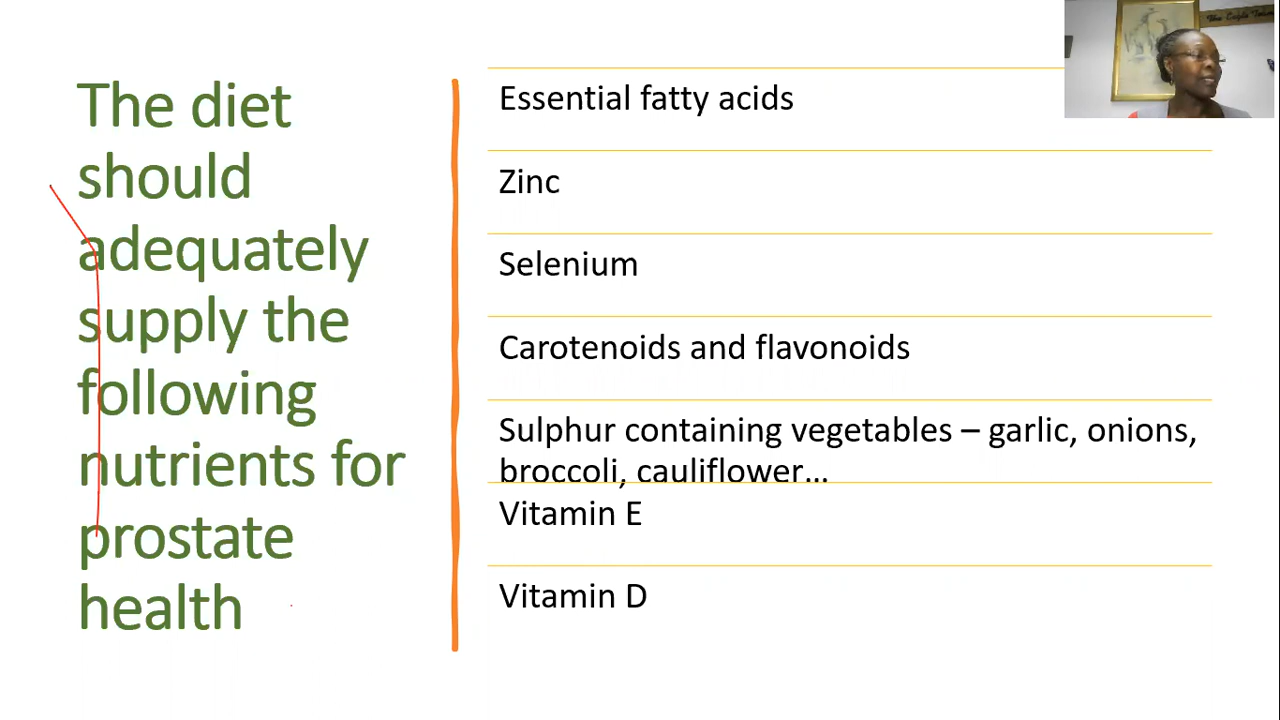 The diet
should
adequately
supply the
following
nutrients for
prostate
health
Essential fatty acids
Zinc
Selenium
Carotenoids and flavonoids
Sulphur containing vegetables – garlic, onions,
broccoli, cauliflower...
Vitamin E
Vitamin D